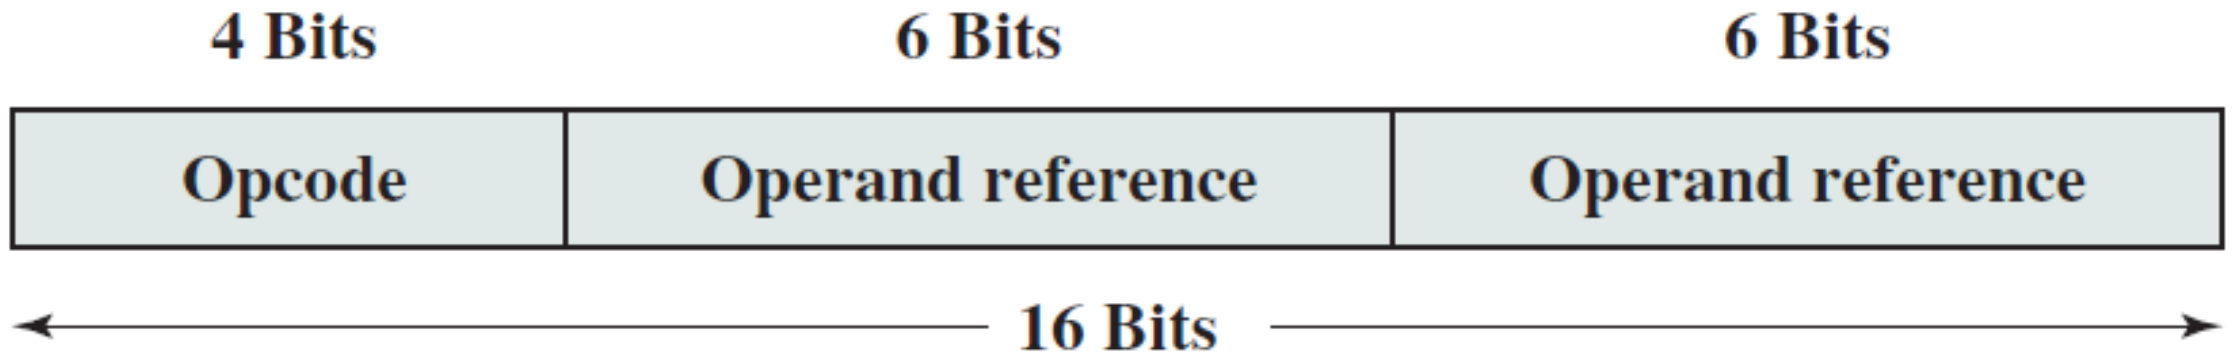 4 Bits 6 Bits 6 Bits
Opcode Operand reference Operand reference
16 Bits